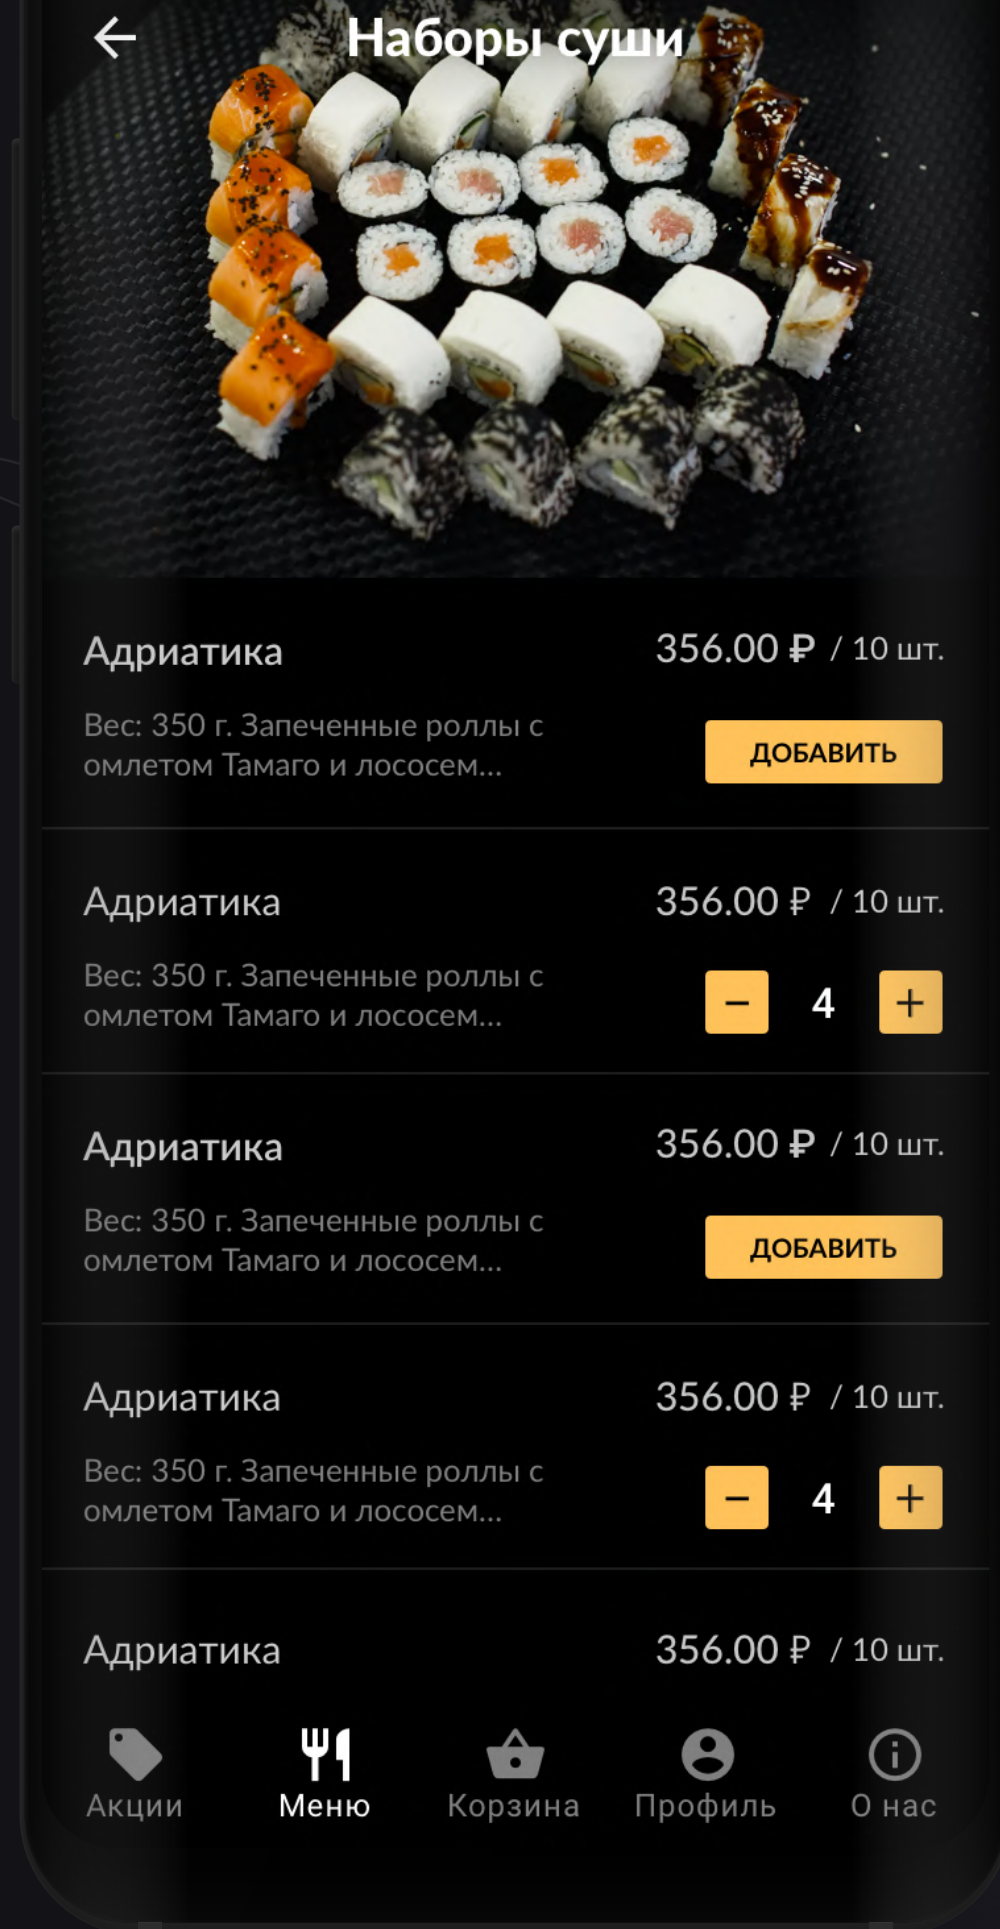 Наборы суши
Адриатика
356.00 ₽ / 10 шт.
Вес: 350 г. Запеченные роллы с
омлетом Тамаго и лососем...
ДОБАВИТЬ
Адриатика
356.00 ₽ / 10 шт.
Вес: 350 г. Запеченные роллы с
омлетом Тамаго и лососем...
− 4 +
Адриатика
356.00 ₽ / 10 шт.
Вес: 350 г. Запеченные роллы с
омлетом Тамаго и лососем...
ДОБАВИТЬ
Адриатика
356.00 ₽ / 10 шт.
Вес: 350 г. Запеченные роллы с
омлетом Тамаго и лососем...
− 4 +
Адриатика
356.00 ₽ / 10 шт.
Акции
Меню
Корзина
Профиль
О нас